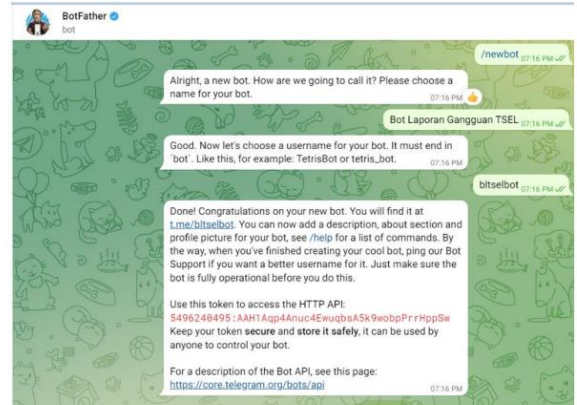 BotFather
bot
/newbot 07:16 PM
Alright, a new bot. How are we going to call it? Please choose a
name for your bot.
07:16 PM
Bot Laporan Gangguan TSEL 07:16 PM
Good. Now let's choose a username for your bot. It must end in
`bot`. Like this, for example: TetrisBot or tetris_bot.
07:16 PM
bltselbot 07:16 PM
Done! Congratulations on your new bot. You will find it at
t.me/bltselbot. You can now add a description, about section and
profile picture for your bot, see /help for a list of commands. By
the way, when you've finished creating your cool bot, ping our Bot
Support if you want a better username for it. Just make sure the
bot is fully operational before you do this.
Use this token to access the HTTP API:
5496240495:AAH1Aqp4Anuc4EwuqbsA5k9wobpPrrHppSw
Keep your token secure and store it safely, it can be used by
anyone to control your bot.
For a description of the Bot API, see this page:
https://core.telegram.org/bots/api
07:16 PM